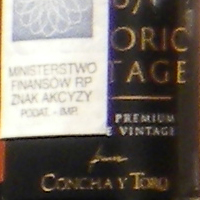 ORIC
TAGE
MINISTERSTWO
FINANSÓW RP
ZNAK AKCYZY
PODAT. - IMP.
PREMIUM
E VINTAGE
CONCHA Y TORO